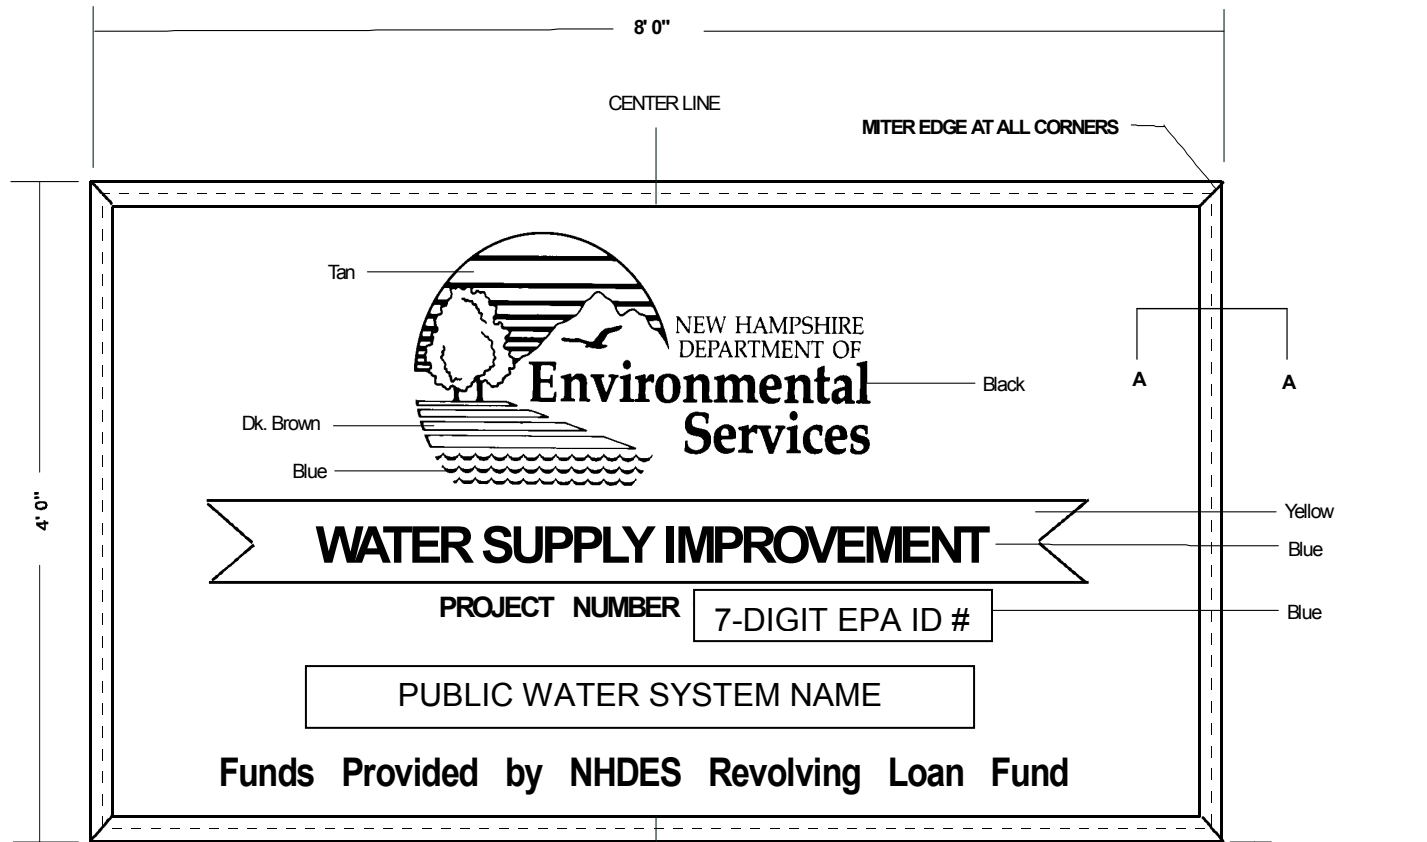 8' 0"
CENTER LINE
MITER EDGE AT ALL CORNERS
Tan
NEW HAMPSHIRE
DEPARTMENT OF
Environmental
Services
Black
A
A
Dk. Brown
Blue
4' 0"
Yellow
WATER SUPPLY IMPROVEMENT
Blue
PROJECT NUMBER 7-DIGIT EPA ID #
Blue
PUBLIC WATER SYSTEM NAME
Funds Provided by NHDES Revolving Loan Fund